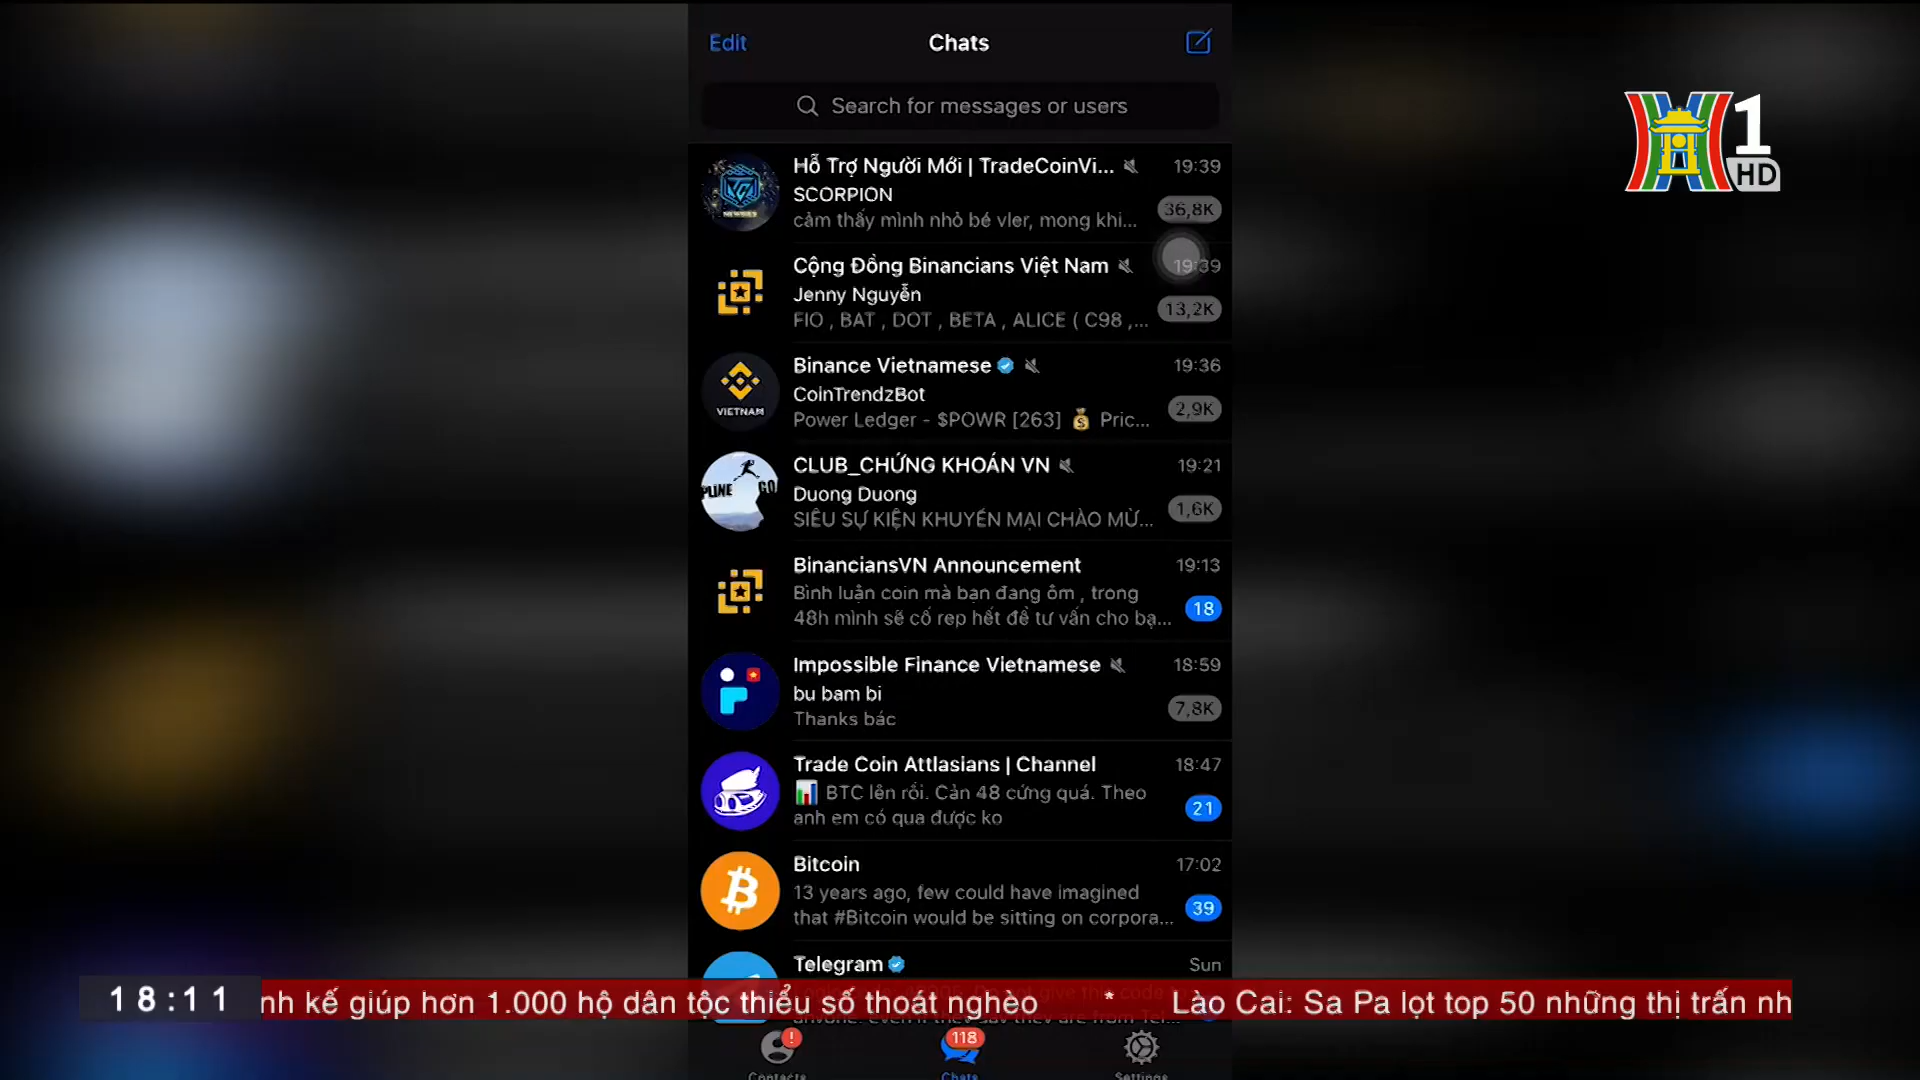 Edit
Chats
Search for messages or users
Hỗ Trợ Người Mới | TradeCoinVi...
19:39
SCORPION
cảm thấy mình nhỏ bé vler, mong khi...
36,8K
Cộng Đồng Binancians Việt Nam
19:39
Jenny Nguyễn
FIO , BAT , DOT , BETA , ALICE ( C98 ,...
13,2K
VIETNAM
Binance Vietnamese
19:36
CoinTrendzBot
Power Ledger - $POWR [263] 💰 Pric...
2,9K
PLINE GO
CLUB_CHỨNG KHOÁN VN
19:21
Duong Duong
SIÊU SỰ KIỆN KHUYẾN MẠI CHÀO MỪ...
1,6K
BinanciansVN Announcement
19:13
Bình luận coin mà bạn đang ôm , trong
48h mình sẽ cố rep hết để tư vấn cho bạ...
18
Impossible Finance Vietnamese
18:59
bu bam bi
Thanks bác
7,8K
Trade Coin Attlasians | Channel
18:47
📊 BTC lên rồi. Cản 48 cứng quá. Theo
anh em có qua được ko
21
Bitcoin
17:02
13 years ago, few could have imagined
that #Bitcoin would be sitting on corpora...
39
Telegram
Sun
18:11
nh kế giúp hơn 1.000 hộ dân tộc thiểu số thoát nghèo * Lào Cai: Sa Pa lọt top 50 những thị trấn nh
118
Contacts
Chats
Settings
1
HD